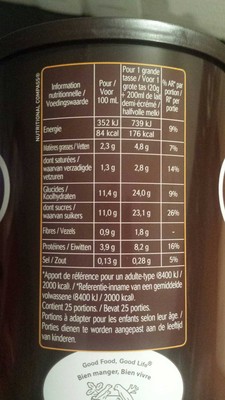 NUTRITIONAL COMPASS®
Information nutritionnelle / Voedingswaarde
Pour / Voor 100 mL
Pour 1 grande tasse / Voor 1 grote tas (20g + 200ml de lait demi-écrémé / halfvolle melk)
% AR* par portion / RI* per portie
Energie 352 kJ 739 kJ 9%
84 kcal 176 kcal
Matières grasses / Vetten 2,3 g 4,8 g 7%
dont saturées / waarvan verzadigde vetzuren 1,3 g 2,8 g 14%
Glucides / Koolhydraten 11,4 g 24,0 g 9%
dont sucres / waarvan suikers 11,0 g 23,1 g 26%
Fibres / Vezels 0,9 g 1,8 g -
Protéines / Eiwitten 3,9 g 8,2 g 16%
Sel / Zout 0,13 g 0,28 g 5%
*Apport de référence pour un adulte-type (8400 kJ /
2000 kcal). / *Referentie-inname van een gemiddelde
volwassene (8400 kJ / 2000 kcal).
Contient 25 portions. / Bevat 25 porties.
Portions à adapter pour les enfants selon leur âge. /
Porties dienen te worden aangepast aan de leeftijd
van kinderen.
Good Food, Good Life®
Bien manger, Bien vivre